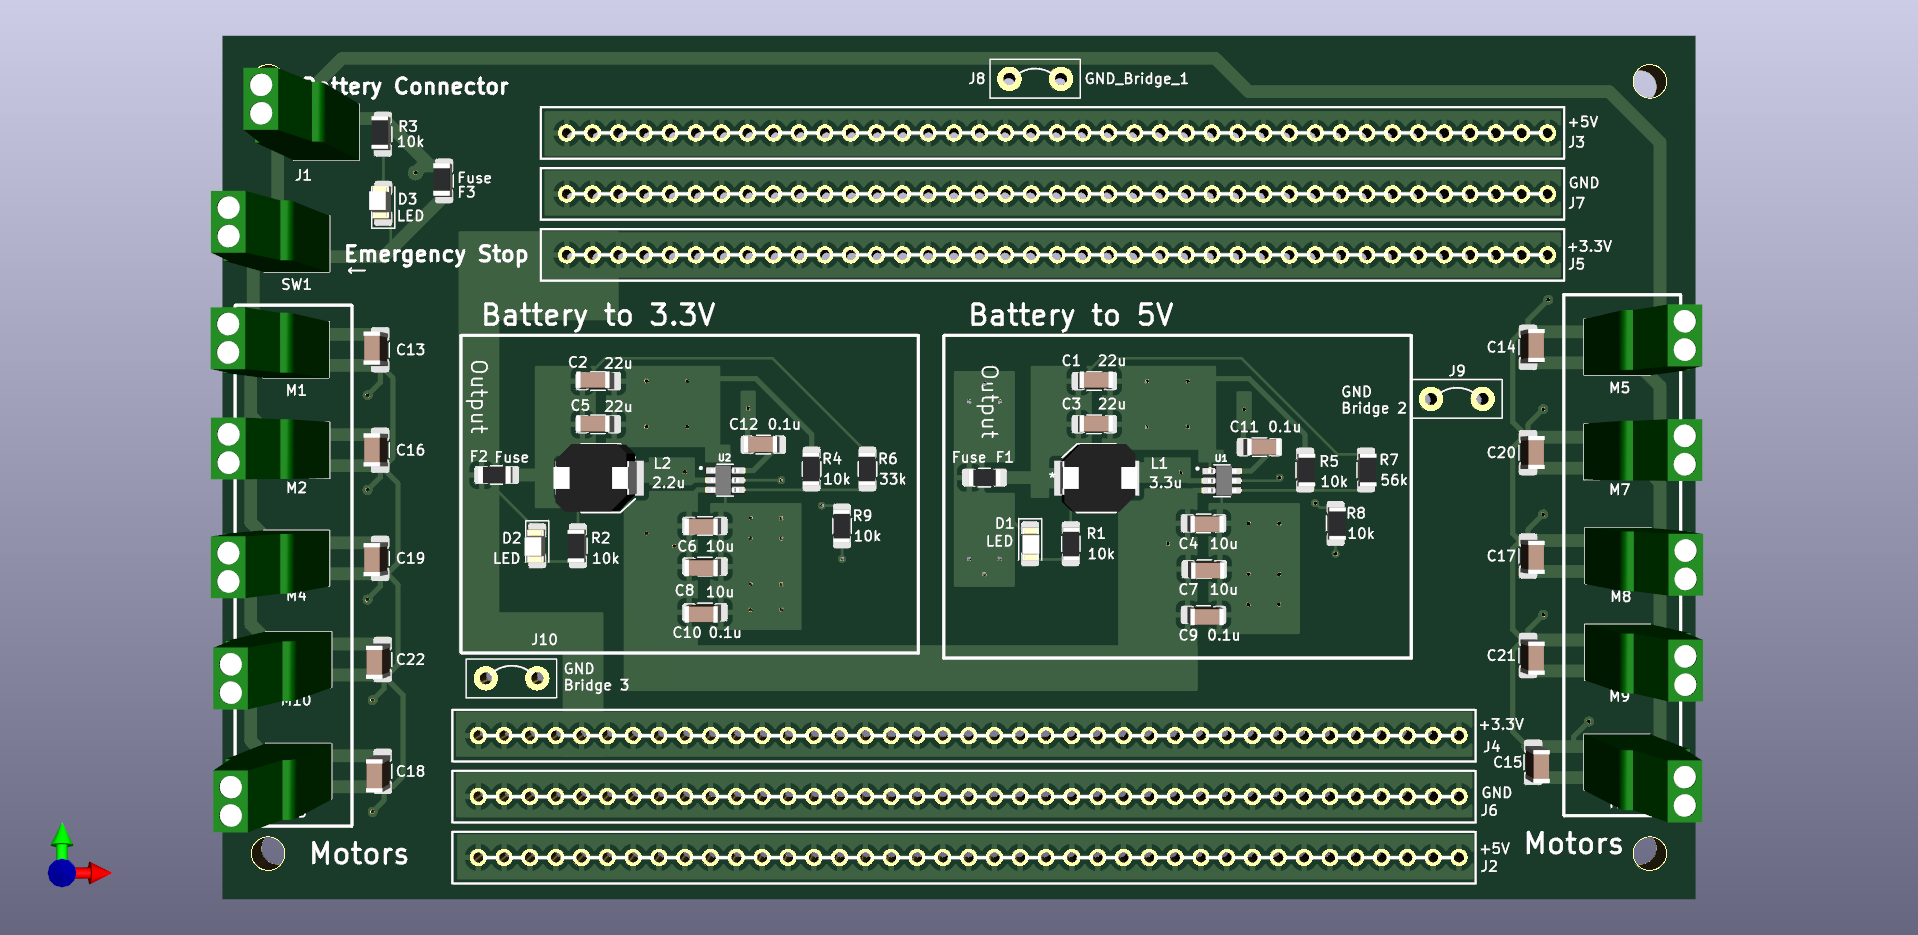 J8 GND_Bridge_1
Battery Connector
R3
10k
J1
Fuse
F3
D3
LED
Emergency Stop
←
SW1
+5V
J3
GND
J7
+3.3V
J5
Battery to 3.3V
Output
C2 22u
C5 22u
C12 0.1u
F2 Fuse
L2
2.2u
U2
R4
10k
R6
33k
R9
10k
D2
LED
R2
10k
C6 10u
C8 10u
C10 0.1u
J10
GND
Bridge 3
Battery to 5V
Output
C1 22u
C3 22u
C11 0.1u
Fuse F1
L1
3.3u
U1
R5
10k
R7
56k
R8
10k
D1
LED
R1
10k
C4 10u
C7 10u
C9 0.1u
J9
GND
Bridge 2
C13
M1
C16
M2
C19
M4
C22
M10
C18
Motors
C14
M5
C20
M7
C17
M8
C21
M9
C15
Motors
+3.3V
J4
GND
J6
+5V
J2